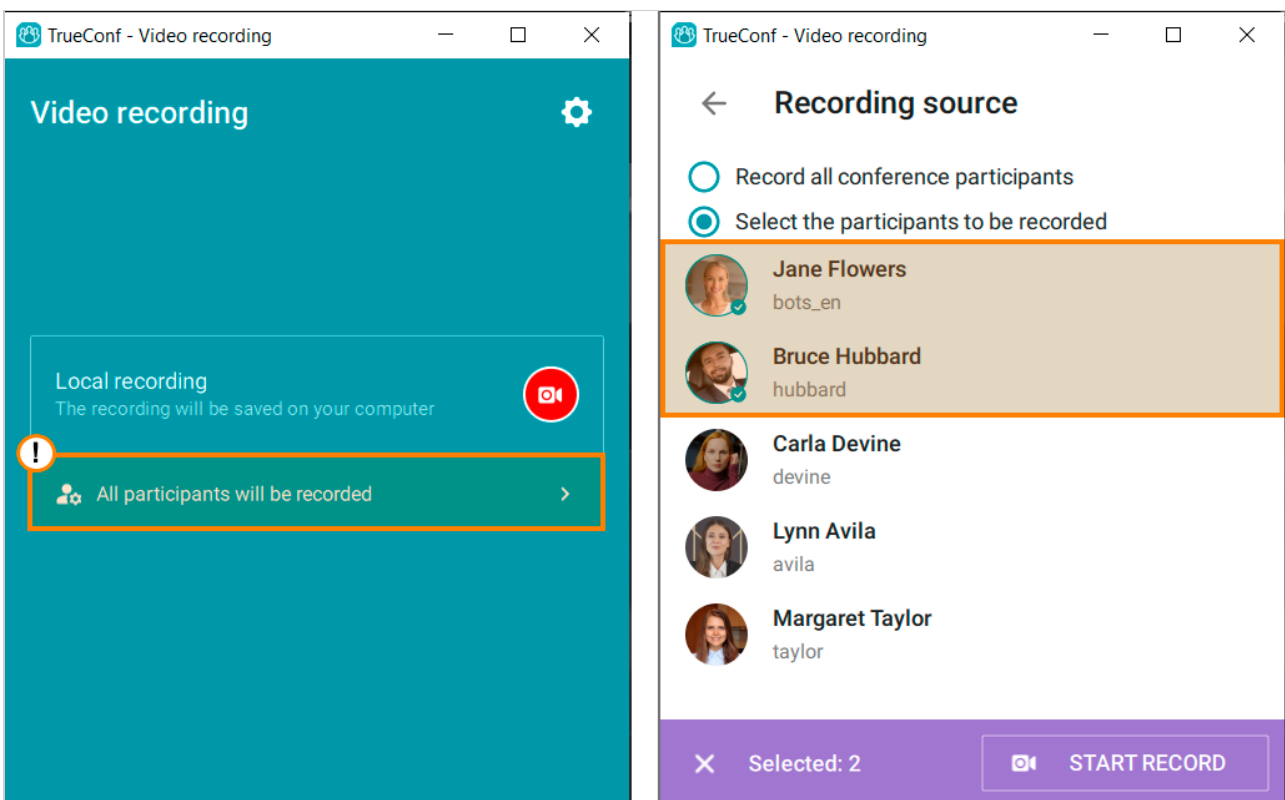 TrueConf - Video recording
Video recording
Local recording
The recording will be saved on your computer
!
All participants will be recorded
TrueConf - Video recording
Recording source
Record all conference participants
Select the participants to be recorded
Jane Flowers
bots_en
Bruce Hubbard
hubbard
Carla Devine
devine
Lynn Avila
avila
Margaret Taylor
taylor
Selected: 2
START RECORD